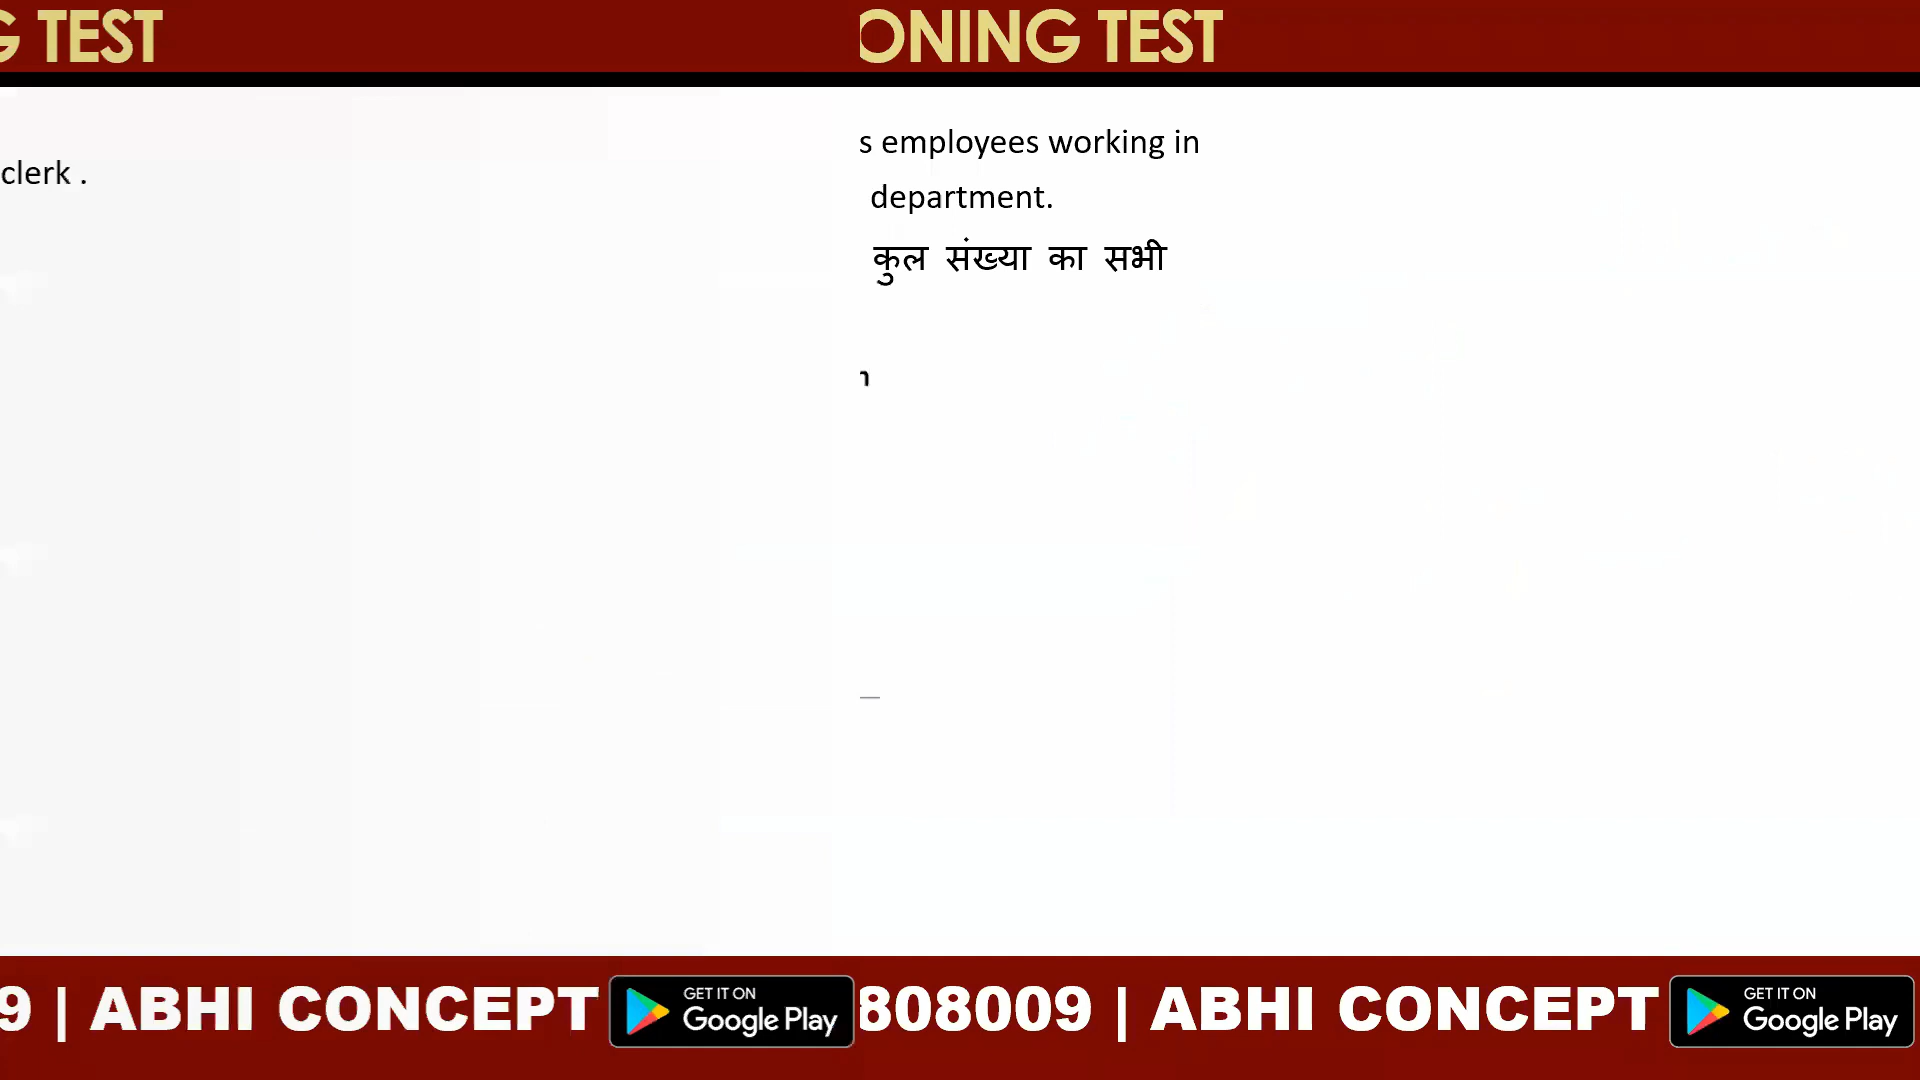 TEST
ONING TEST
clerk .
s employees working in
department.
कुल संख्या का सभी
9 | ABHI CONCEPT
GET IT ON
Google Play
808009 | ABHI CONCEPT
GET IT ON
Google Play